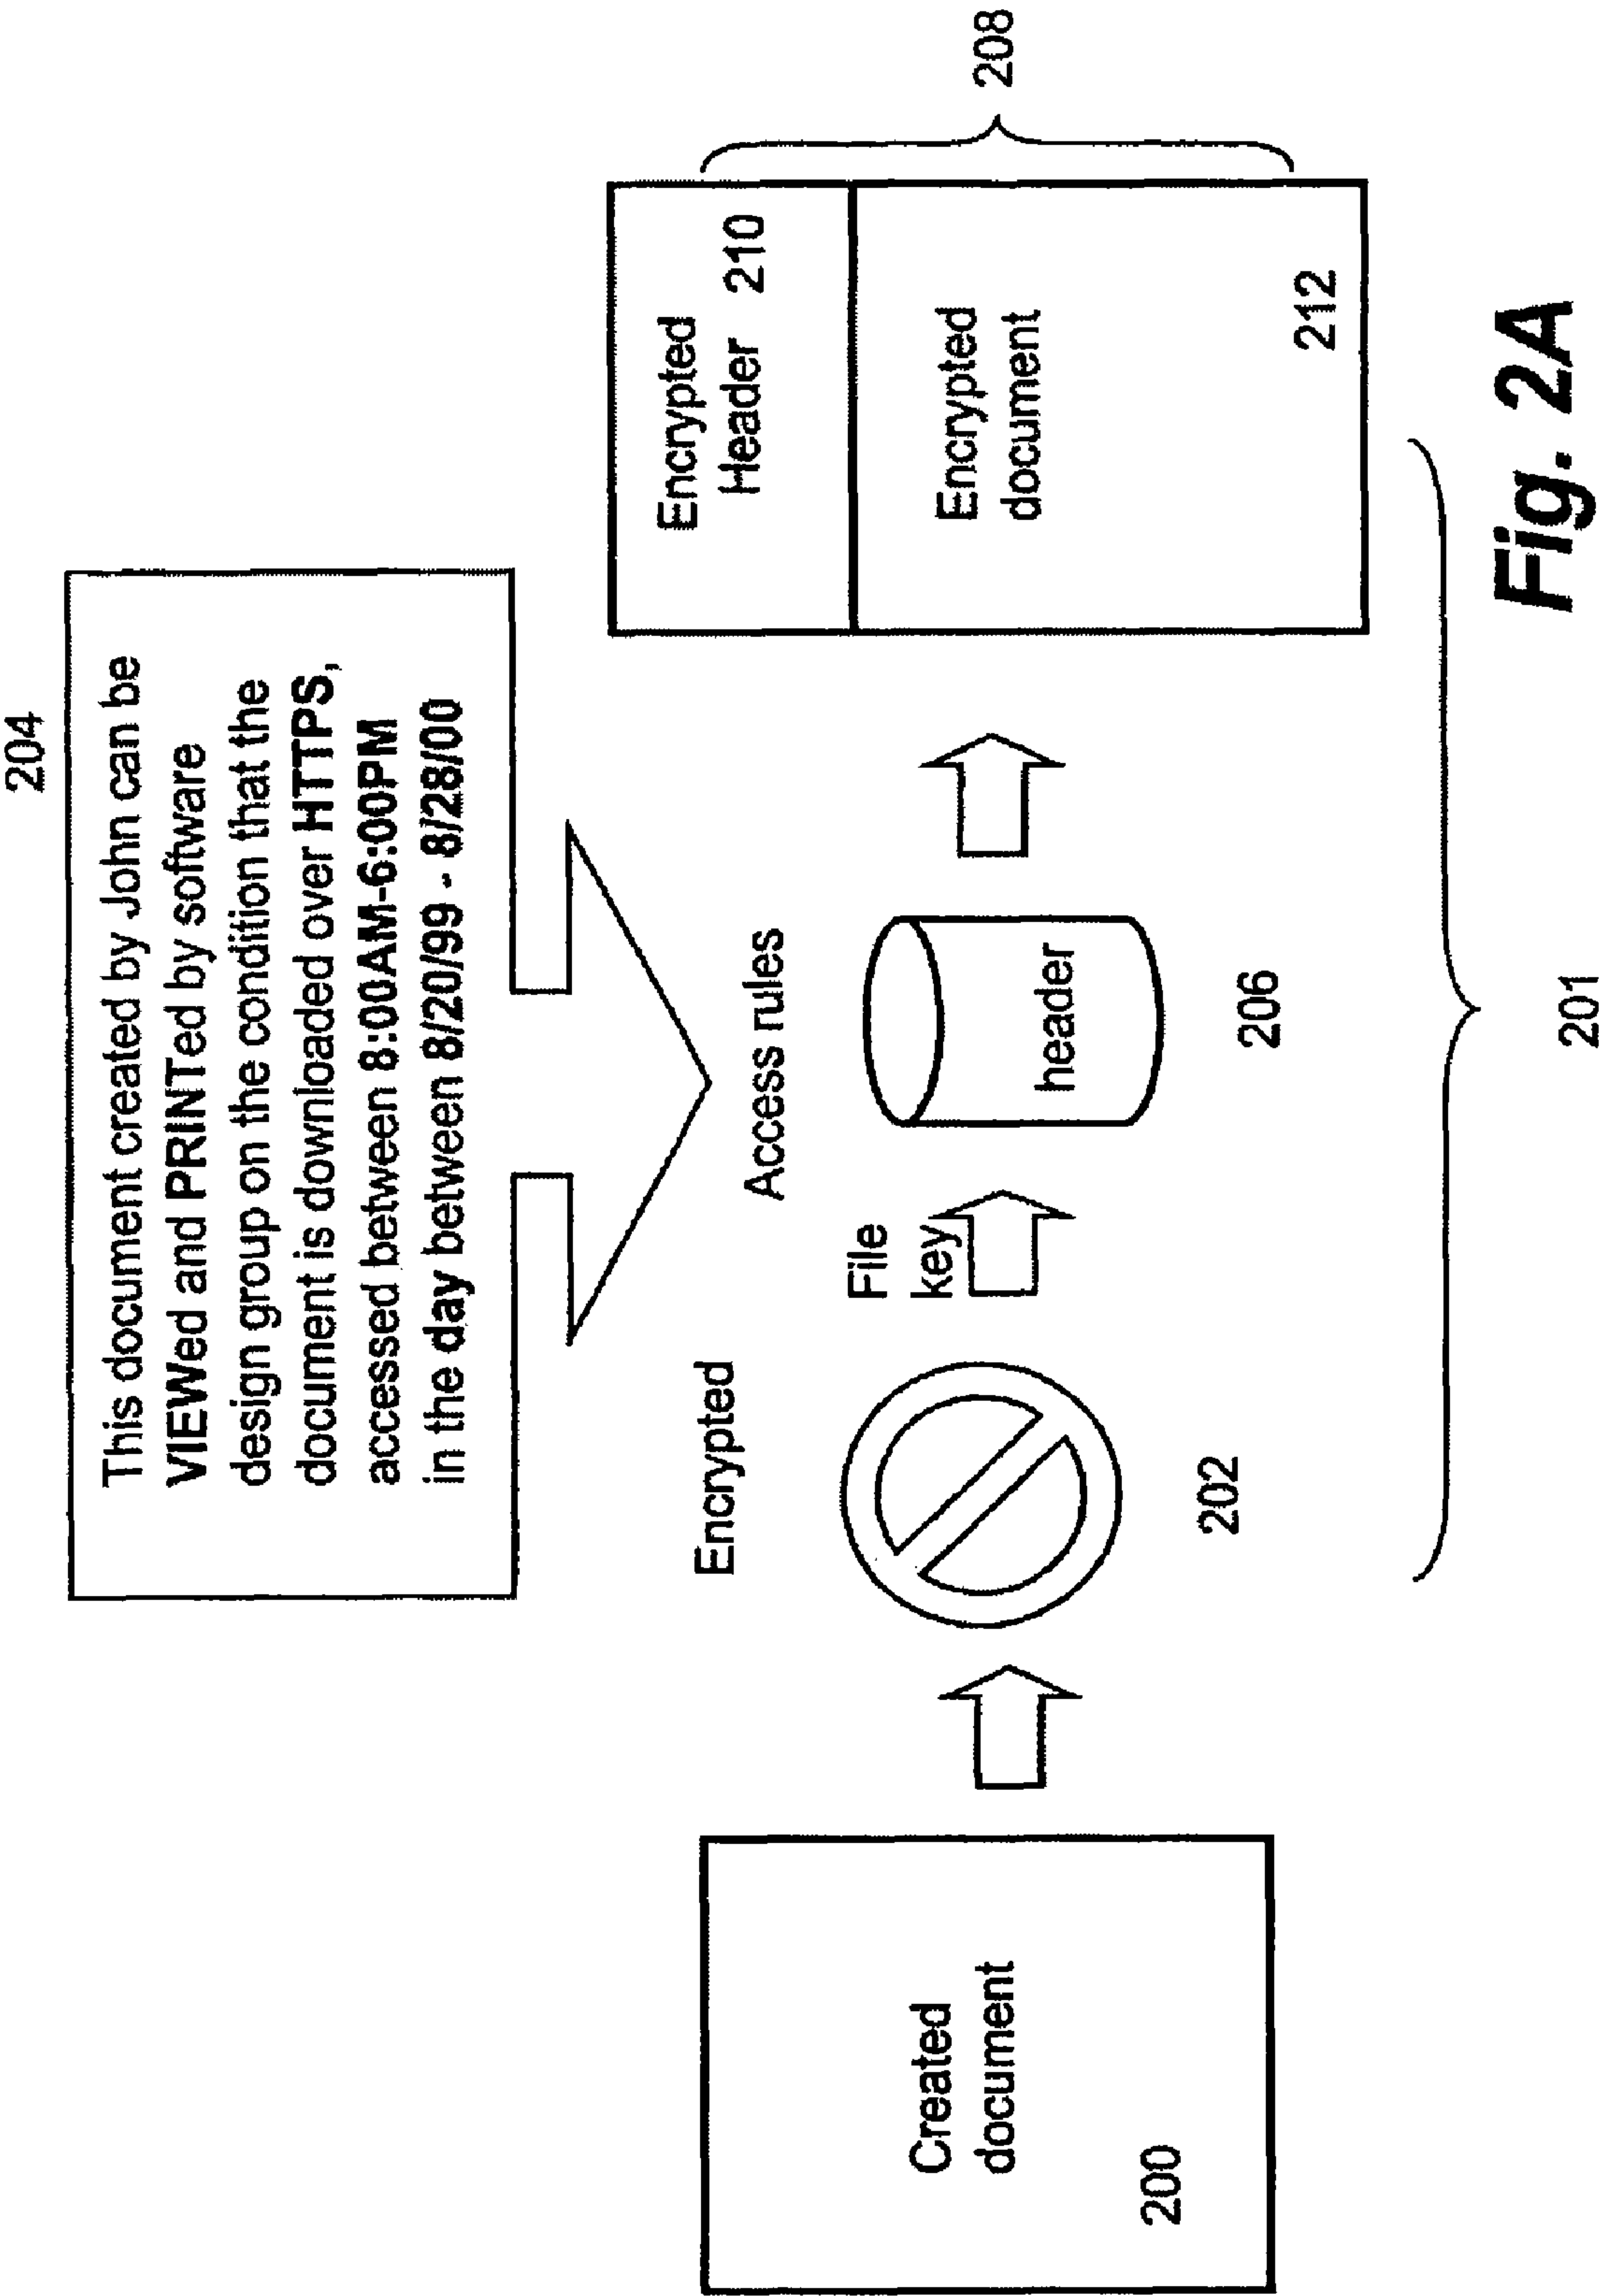 204
This document created by John can be
VIEWed and PRINTed by software
design group on the condition that the
document is downloaded over HTTPS,
accessed between 8:00AM-6:00PM
in the day between 8/20/99 - 8/28/00
Encrypted
Access rules
File
key
header
Created
document
200
202
206
Encrypted
Header 210
Encrypted
document
212
208
201
Fig. 2A